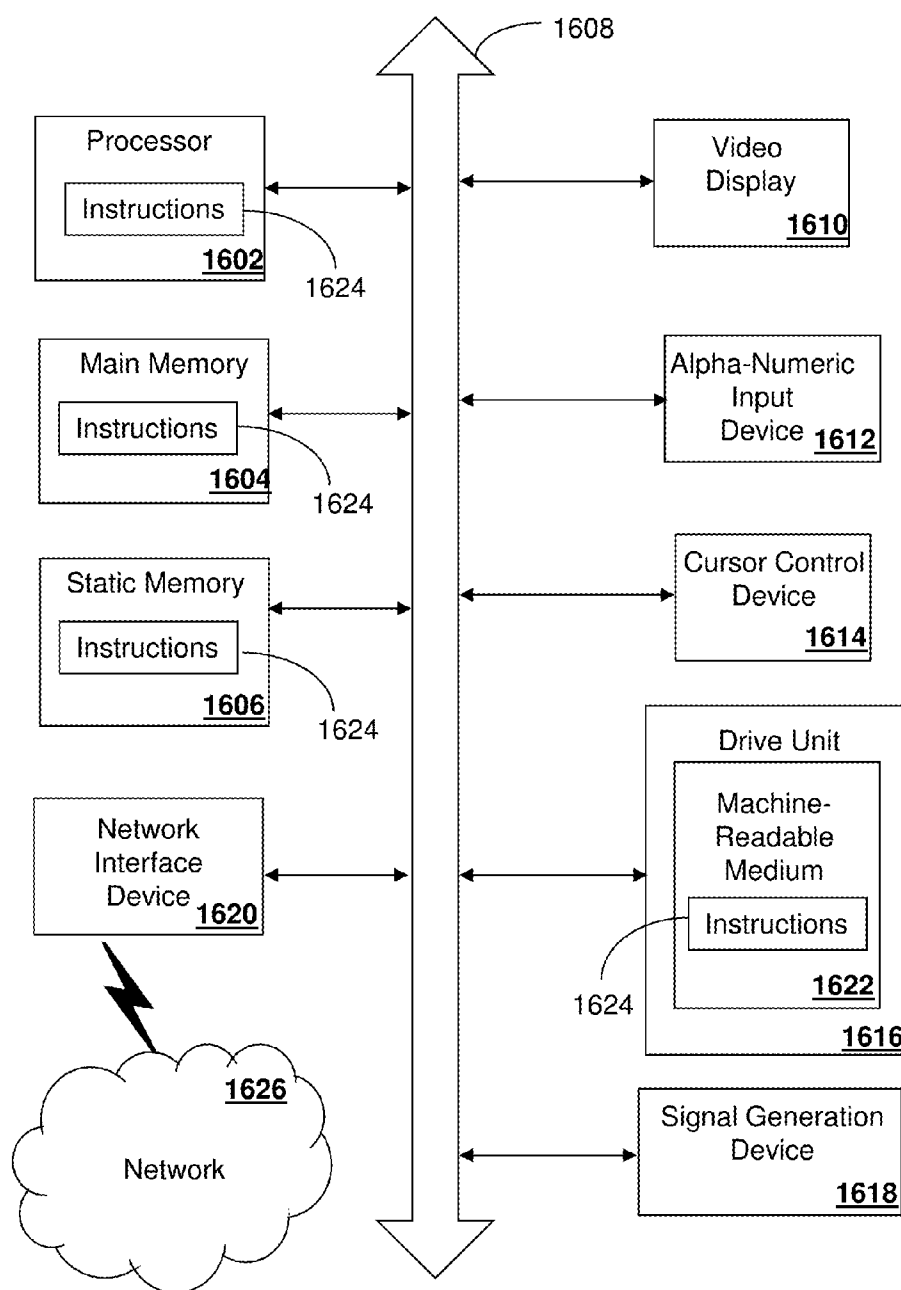 1608
Processor
Instructions
1602
1624
Main Memory
Instructions
1604
1624
Static Memory
Instructions
1606
1624
Network
Interface
Device
1620
1626
Network
Video
Display
1610
Alpha-Numeric
Input
Device
1612
Cursor Control
Device
1614
Drive Unit
Machine-
Readable
Medium
Instructions
1622
1624
1616
Signal Generation
Device
1618